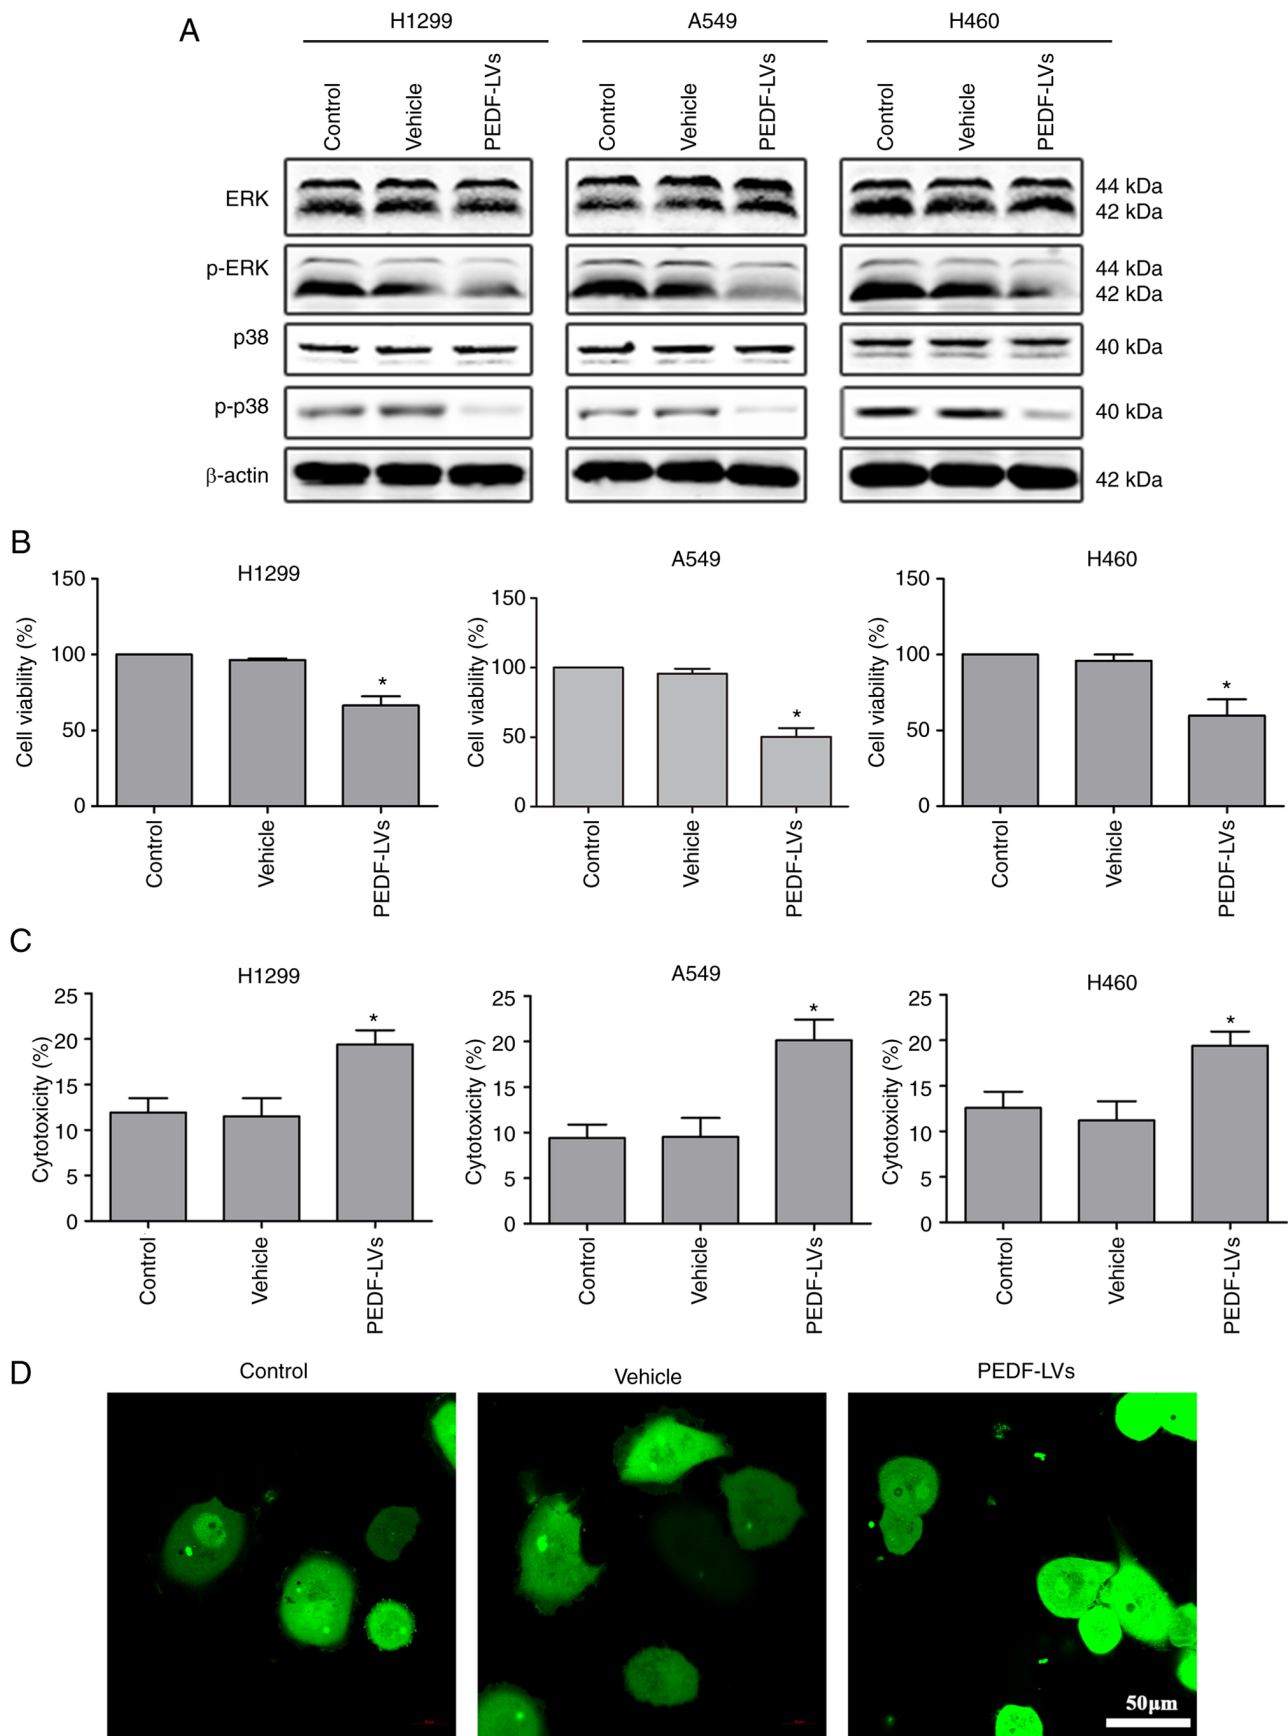 A
H1299 A549 H460
Control Vehicle PEDF-LVs Control Vehicle PEDF-LVs Control Vehicle PEDF-LVs
ERK 44 kDa
42 kDa
p-ERK 44 kDa
42 kDa
p38 40 kDa
p-p38 40 kDa
β-actin 42 kDa
B
H1299
Cell viability (%)
150
100
50
0
Control Vehicle PEDF-LVs
A549
Cell viability (%)
150
100
50
0
*
Control Vehicle PEDF-LVs
H460
Cell viability (%)
150
100
50
0
*
Control Vehicle PEDF-LVs
C
H1299
Cytotoxicity (%)
25
20
15
10
5
0
*
Control Vehicle PEDF-LVs
A549
Cytotoxicity (%)
25
20
15
10
5
0
*
Control Vehicle PEDF-LVs
H460
Cytotoxicity (%)
25
20
15
10
5
0
*
Control Vehicle PEDF-LVs
D
Control Vehicle PEDF-LVs
50μm